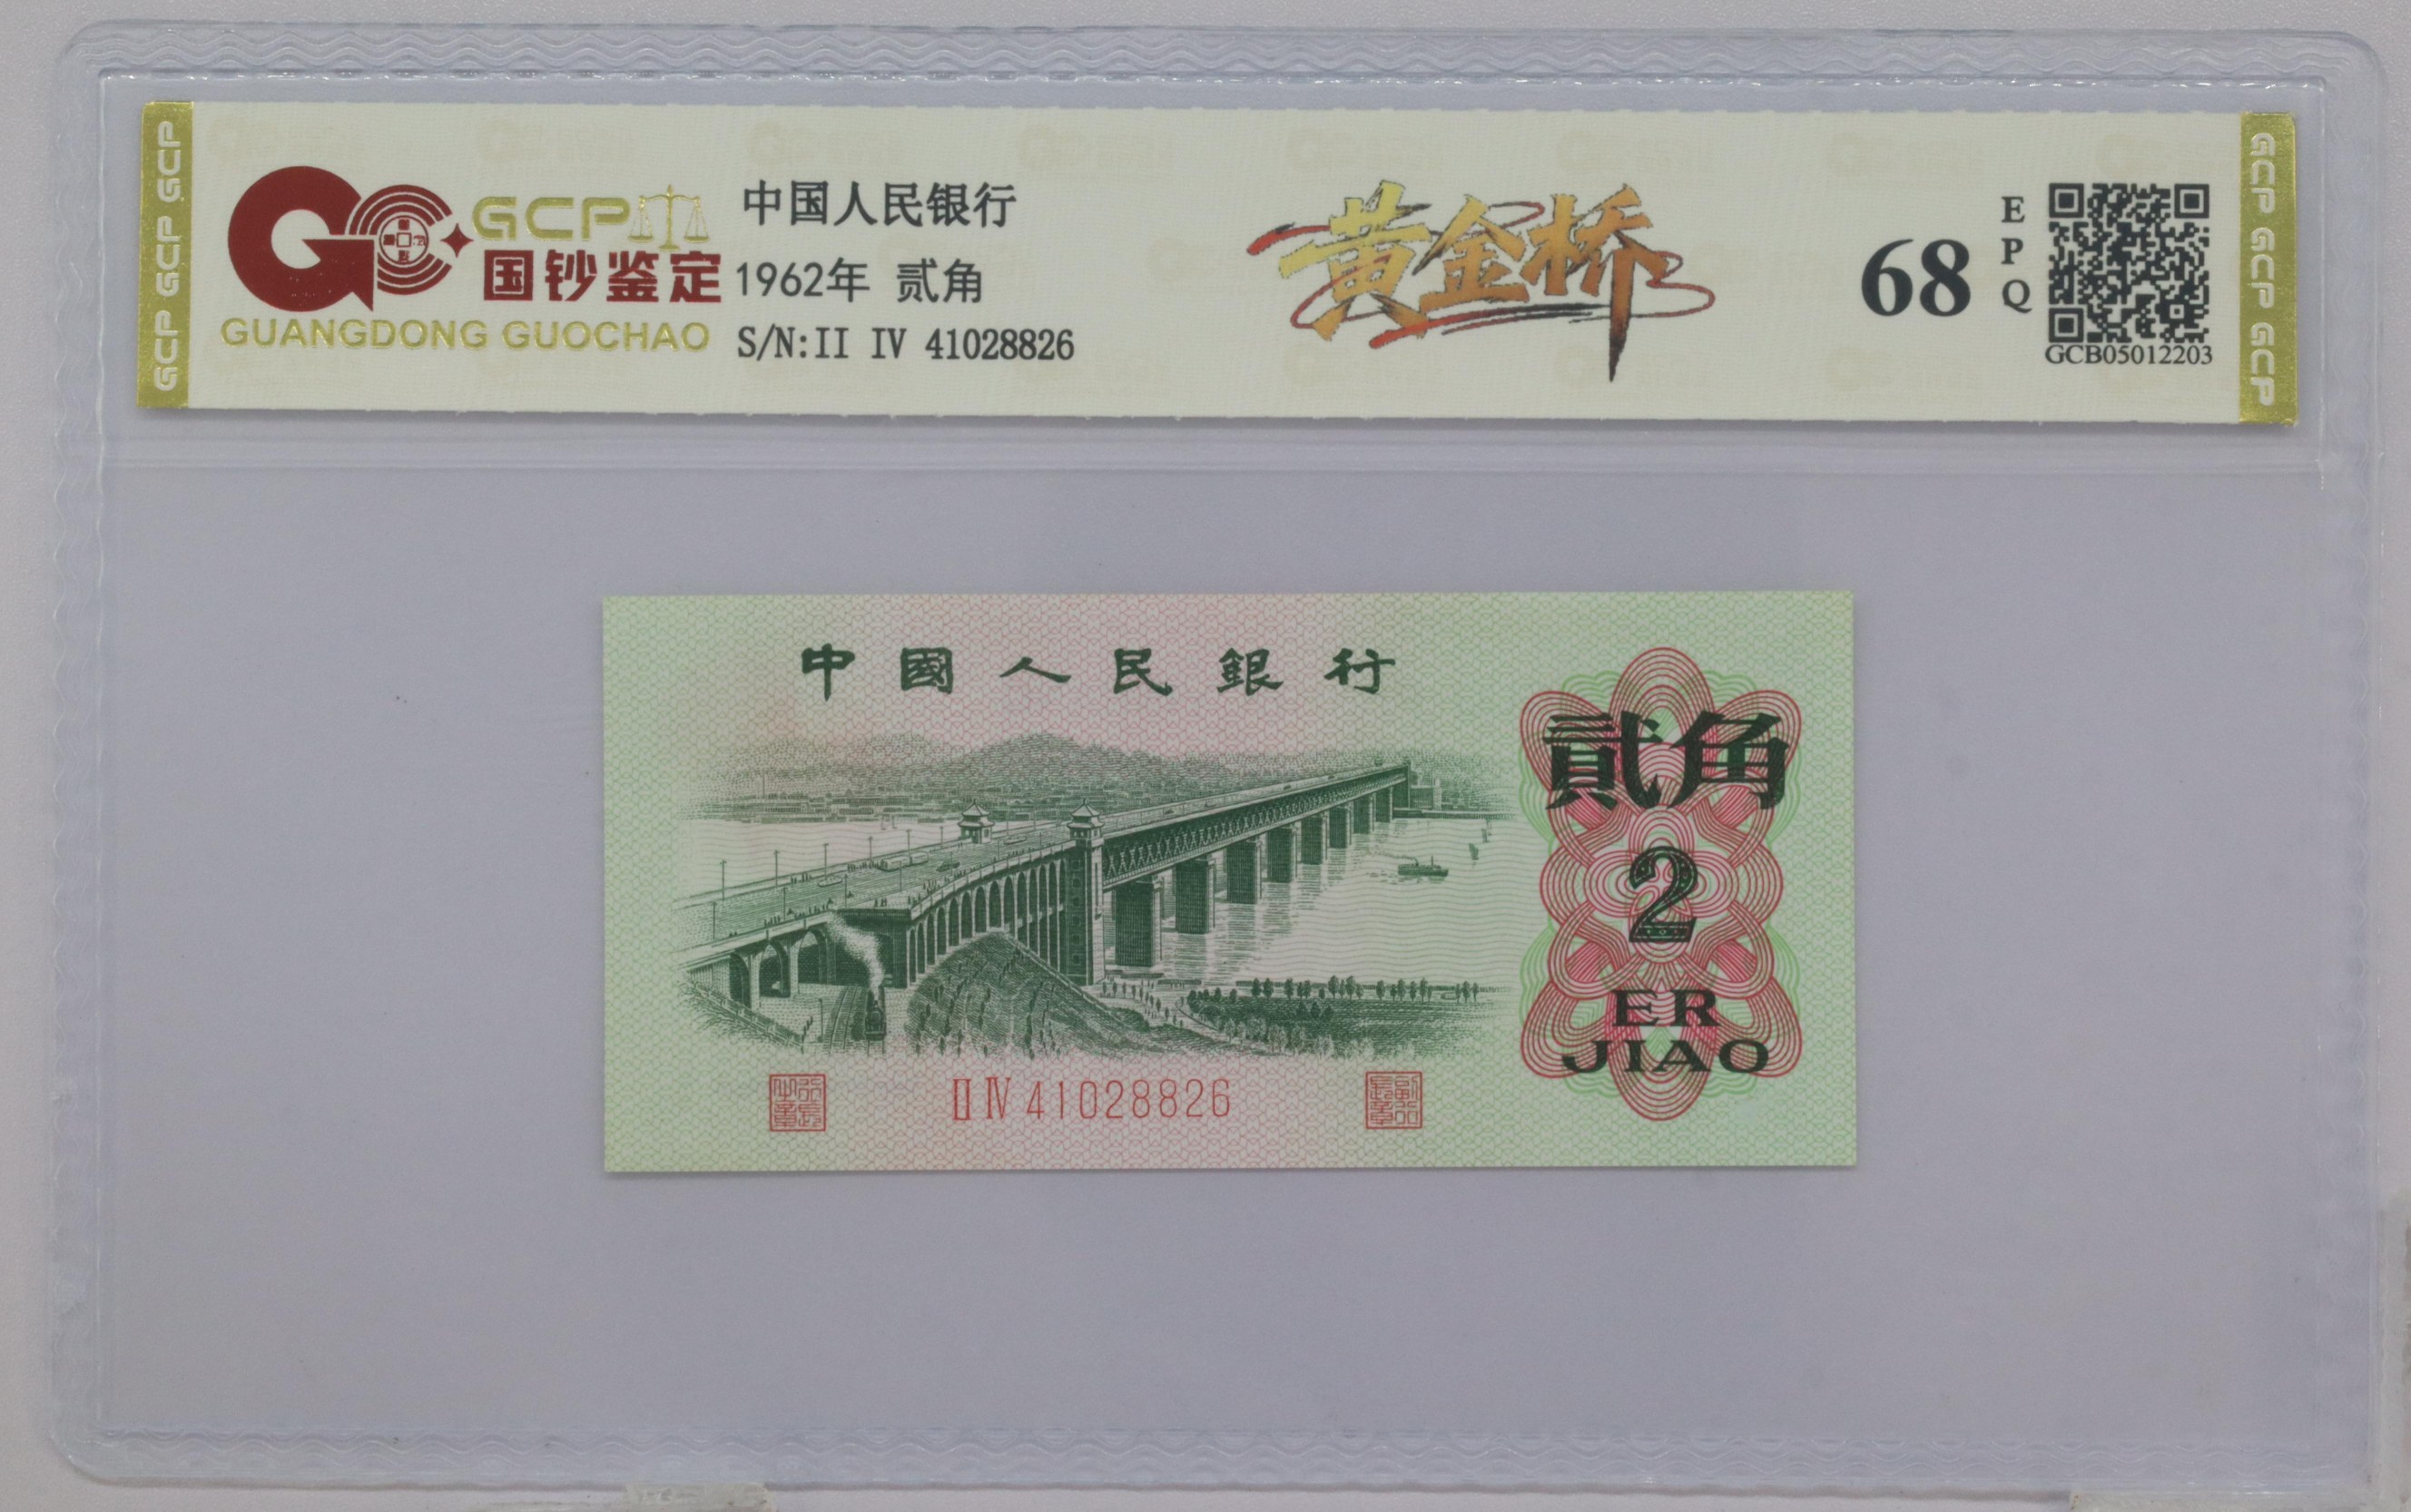 GCP GCP GCP
GCP
国钞鉴定
GUANGDONG GUOCHAO
中国人民银行
1962年 贰角
S/N:II IV 41028826
黄金桥
68
EPQ
GCB05012203
GCP GCP GCP
中國人民銀行
貳角
2
ER
JIAO
II IV 41028826